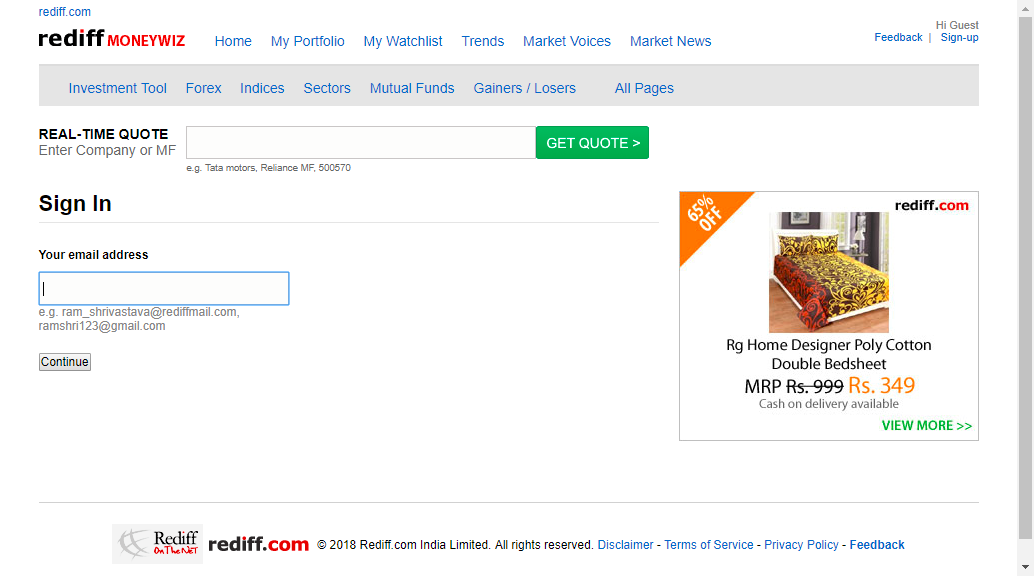 rediff.com
rediff MONEYWIZ Home My Portfolio My Watchlist Trends Market Voices Market News
Hi Guest
Feedback | Sign-up
Investment Tool Forex Indices Sectors Mutual Funds Gainers / Losers All Pages
REAL-TIME QUOTE
Enter Company or MF
GET QUOTE >
e.g. Tata motors, Reliance MF, 500570
Sign In
Your email address
e.g. ram_shrivastava@rediffmail.com,
ramshri123@gmail.com
Continue
65%
OFF
rediff.com
Rg Home Designer Poly Cotton
Double Bedsheet
MRP Rs. 999 Rs. 349
Cash on delivery available
VIEW MORE >>
Rediff
On The NeT
rediff.com © 2018 Rediff.com India Limited. All rights reserved. Disclaimer - Terms of Service - Privacy Policy - Feedback